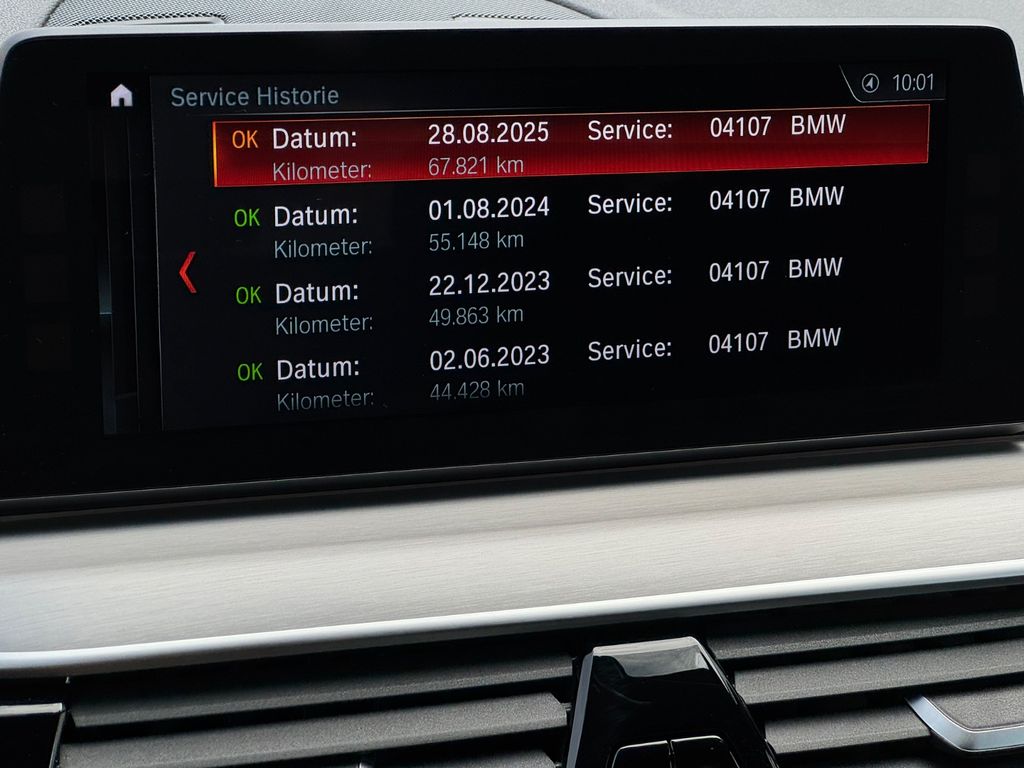 Service Historie 10:01
OK Datum: 28.08.2025 Service: 04107 BMW
Kilometer: 67.821 km
OK Datum: 01.08.2024 Service: 04107 BMW
Kilometer: 55.148 km
OK Datum: 22.12.2023 Service: 04107 BMW
Kilometer: 49.863 km
OK Datum: 02.06.2023 Service: 04107 BMW
Kilometer: 44.428 km